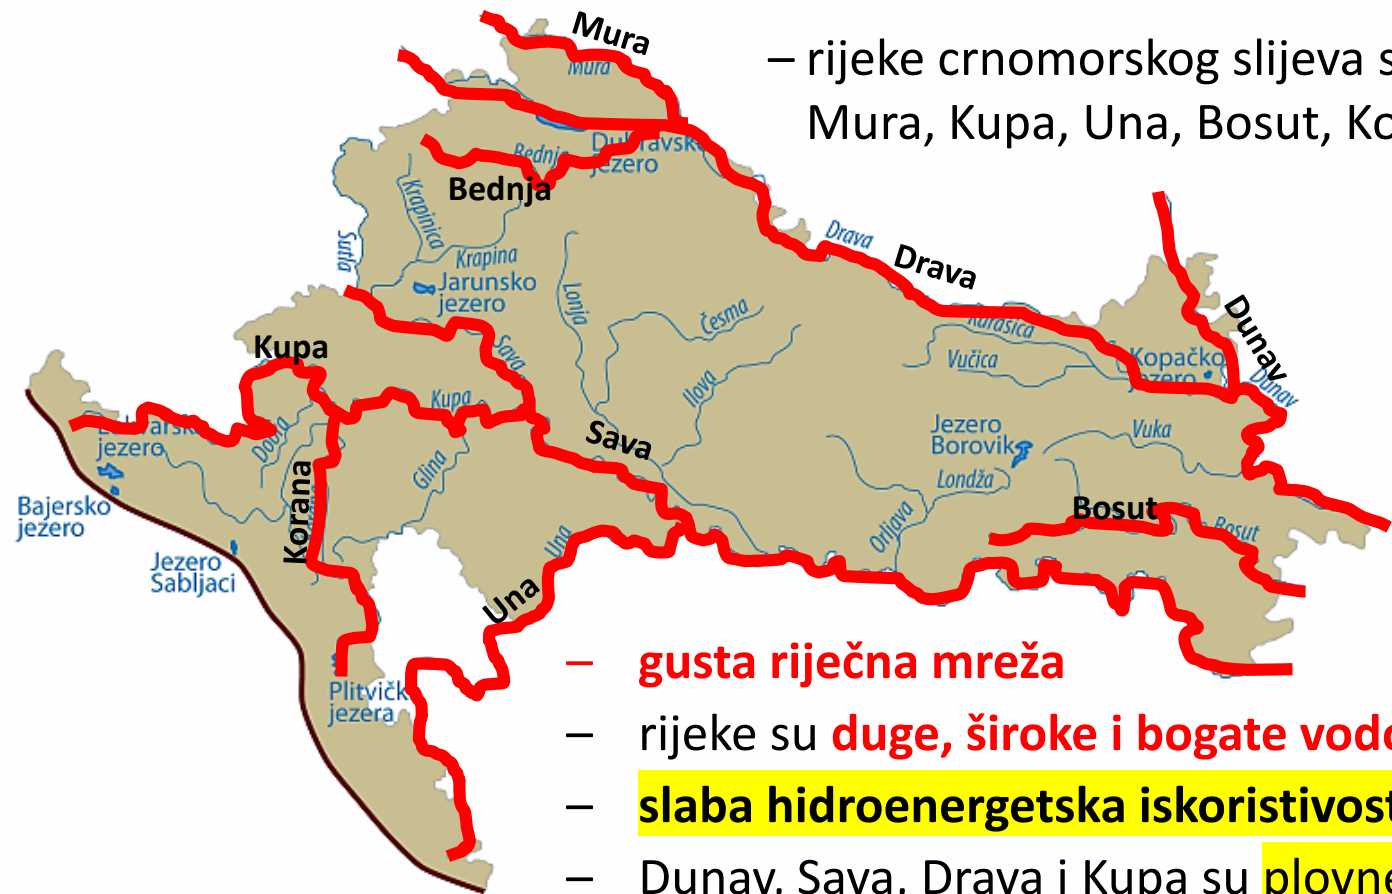 Mura
Mura
– rijeke crnomorskog slijeva s
Mura, Kupa, Una, Bosut, Ko
Dubravsk
jezero
Bednja
Bednja
Krapinica
Sutla
Krapina
Jarunsko
jezero
Drava
Drava
Dunav
Dunav
Lonja
Česma
Karašica
Vučica
Kopačko
jezero
Kupa
Sava
Ilova
Kupa
Sava
Jezero
Borovik
Vuka
Londža
jezero
Dobra
Glina
Korana
Bajersko
jezero
Jezero
Sabljaci
Orljava
Bosut
Bosut
Una
Una
Plitvičk
jezera
– gusta riječna mreža
– rijeke su duge, široke i bogate vodo
– slaba hidroenergetska iskoristivost
– Dunav, Sava, Drava i Kupa su plovne